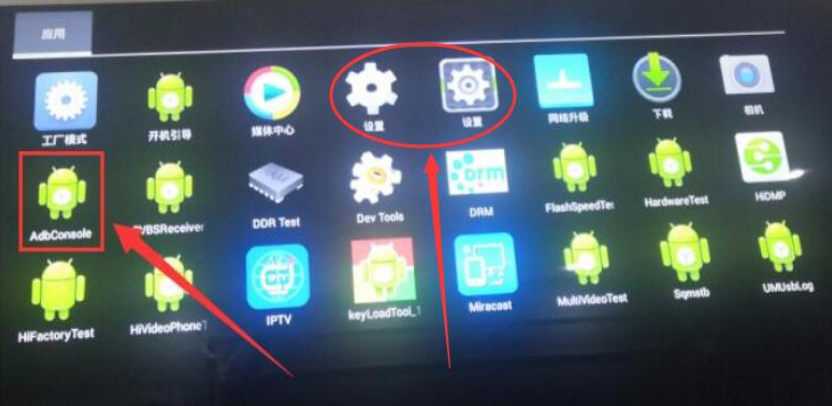 应用
工厂模式
开机引导
媒体中心
设置
设置
网络升级
下载
相机
AdbConsole
CVBSReceiver
DDR Test
Dev Tools
DRM
FlashSpeedTes
HardwareTest
HiDMP
HiFactoryTest
HiVideoPhoneT
IPTV
keyLoadTool_1
Miracast
MultiVideoTest
Sqmstb
UMUsbLog